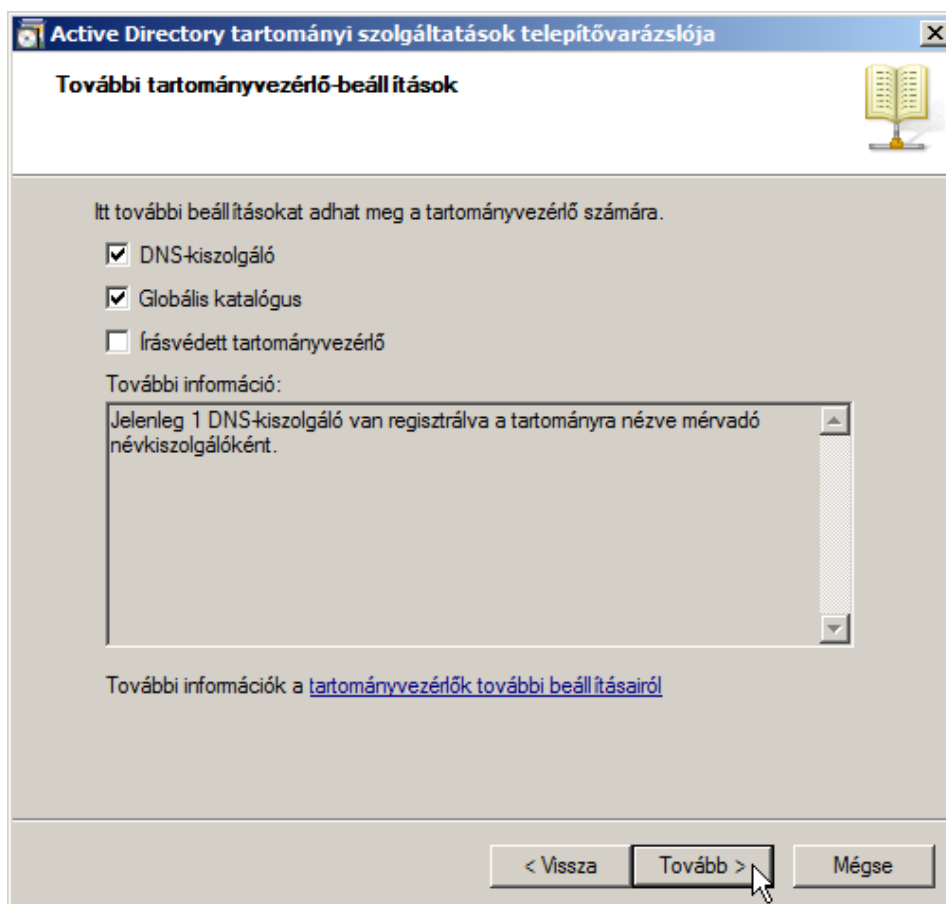 Active Directory tartományi szolgáltatások telepítővarázslója
További tartományvezérlő-beállítások
Itt további beállításokat adhat meg a tartományvezérlő számára.
DNS-kiszolgáló
Globális katalógus
Írásvédett tartományvezérlő
További információ:
Jelenleg 1 DNS-kiszolgáló van regisztrálva a tartományra nézve mérvadó
névkiszolgálóként.
További információk a tartományvezérlők további beállításairól
< Vissza
Tovább >
Mégse